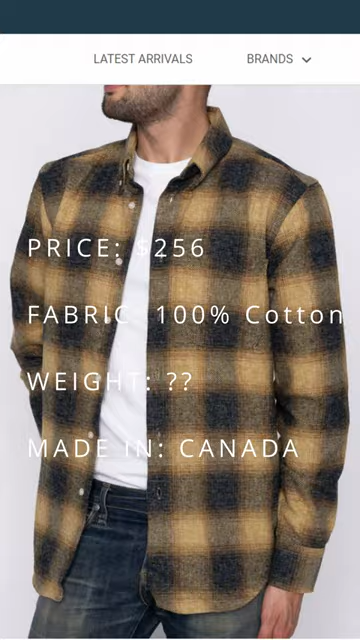 LATEST ARRIVALS BRANDS
PRICE: $256
FABRIC 100% Cotton
WEIGHT: ??
MADE IN: CANADA